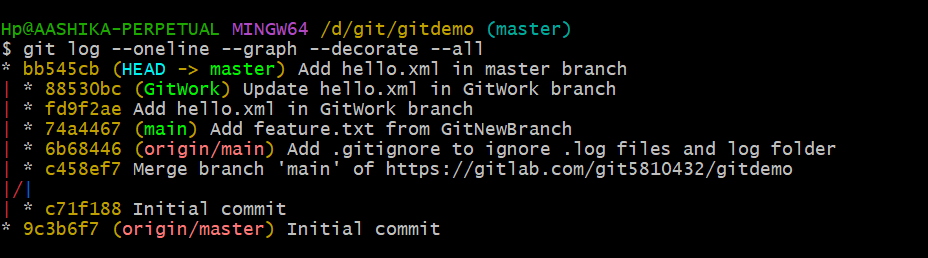 Hp@AASHIKA-PERPETUAL MINGW64 /d/git/gitdemo (master)
$ git log --oneline --graph --decorate --all
* bb545cb (HEAD -> master) Add hello.xml in master branch
| * 88530bc (GitWork) Update hello.xml in GitWork branch
| * fd9f2ae Add hello.xml in GitWork branch
| * 74a4467 (main) Add feature.txt from GitNewBranch
| * 6b68446 (origin/main) Add .gitignore to ignore .log files and log folder
| * c458ef7 Merge branch 'main' of https://gitlab.com/git5810432/gitdemo
|/|
| * c71f188 Initial commit
* 9c3b6f7 (origin/master) Initial commit